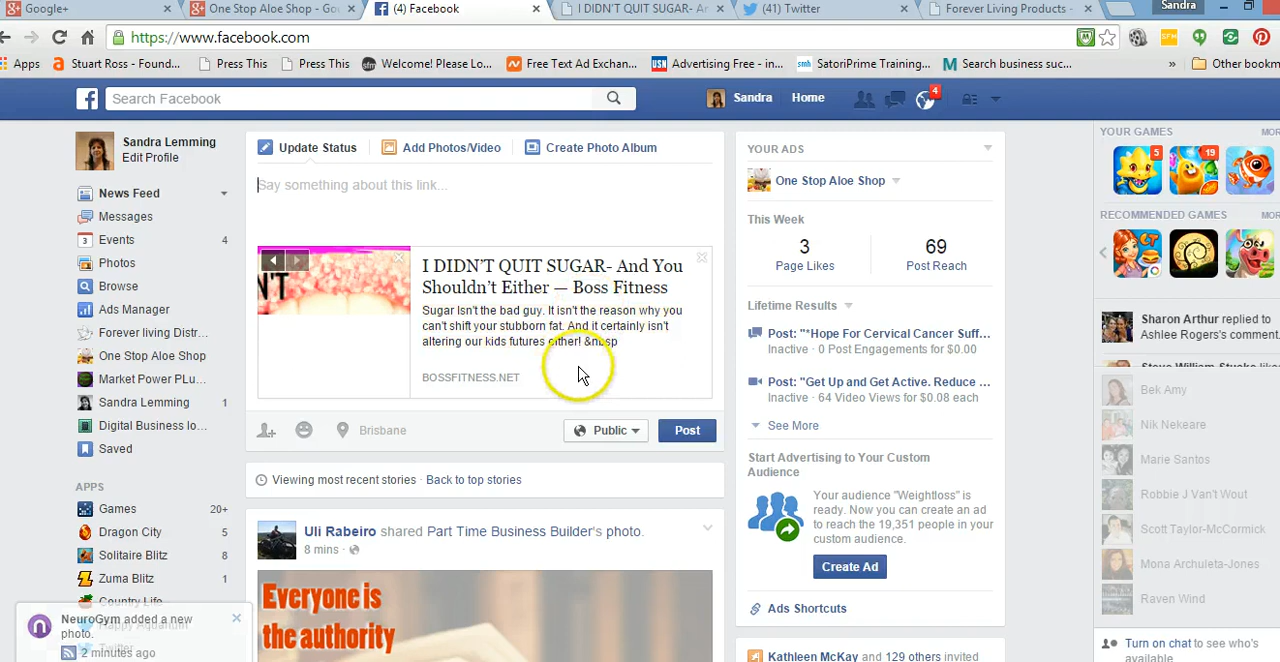 Google+
One Stop Aloe Shop - Go
(4) Facebook
I DIDN'T QUIT SUGAR- A
(41) Twitter
Forever Living Products -
Sandra
https://www.facebook.com
Apps
Stuart Ross - Found...
Press This
Press This
Welcome! Please Lo...
Free Text Ad Exchan...
Advertising Free - in...
SatoriPrime Training...
Search business suc...
»
Other bookm
Search Facebook
Sandra
Home
4
Sandra Lemming
Edit Profile
News Feed
Messages
Events 4
Photos
Browse
Ads Manager
Forever living Distr...
One Stop Aloe Shop
Market Power PLu...
Sandra Lemming 1
Digital Business lo...
Saved
APPS
Games 20+
Dragon City 5
Solitaire Blitz 8
Zuma Blitz 1
Country Life
Happy Aquarium
NeuroGym added a new
photo.
2 minutes ago
Update Status
Add Photos/Video
Create Photo Album
Say something about this link...
I DIDN'T QUIT SUGAR- And You
Shouldn't Either — Boss Fitness
Sugar Isn't the bad guy. It isn't the reason why you
can't shift your stubborn fat. And it certainly isn't
altering our kids futures either! &nbsp
BOSSFITNESS.NET
Brisbane
Public
Post
Viewing most recent stories · Back to top stories
Uli Rabeiro shared Part Time Business Builder's photo.
8 mins ·
Everyone is
the authority
YOUR ADS
One Stop Aloe Shop
This Week
3
Page Likes
69
Post Reach
Lifetime Results
Post: "*Hope For Cervical Cancer Suff...
Inactive · 0 Post Engagements for $0.00
Post: "Get Up and Get Active. Reduce ...
Inactive · 64 Video Views for $0.08 each
See More
Start Advertising to Your Custom
Audience
Your audience "Weightloss" is
ready. Now you can create an ad
to reach the 19,351 people in your
custom audience.
Create Ad
Ads Shortcuts
Kathleen McKay and 129 others invited
YOUR GAMES
MOR
5
19
RECOMMENDED GAMES
MOR
Sharon Arthur replied to
Ashlee Rogers's comment...
Bek Amy
Nik Nekeare
Marie Santos
Robbie J Van't Wout
Scott Taylor-McCormick
Mona Archuleta-Jones
Raven Wind
Turn on chat to see who's
available